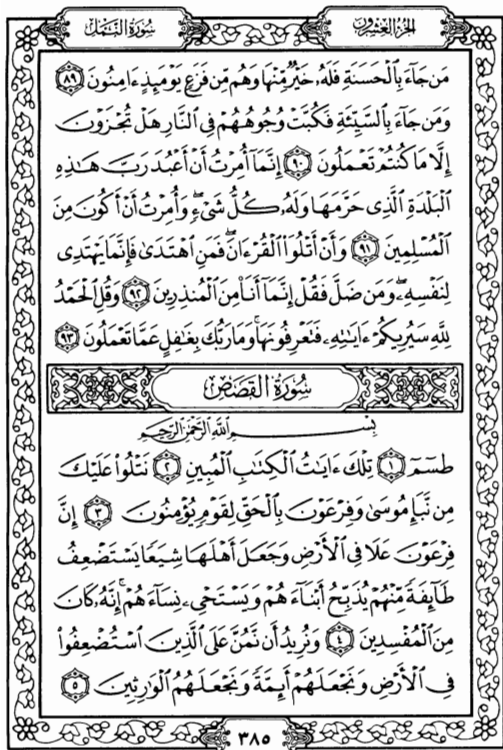 الجزء العشرون
سورة النمل
مَن جَآءَ بِٱلْحَسَنَةِ فَلَهُۥ خَيْرٌ مِّنْهَا وَهُم مِّن فَزَعٍ يَوْمَئِذٍ ءَامِنُونَ ٨٩
وَمَن جَآءَ بِٱلسَّيِّئَةِ فَكُبَّتْ وُجُوهُهُمْ فِى ٱلنَّارِ هَلْ تُجْزَوْنَ
إِلَّا مَا كُنتُمْ تَعْمَلُونَ ٩٠ إِنَّمَآ أُمِرْتُ أَنْ أَعْبُدَ رَبَّ هَٰذِهِ
ٱلْبَلْدَةِ ٱلَّذِى حَرَّمَهَا وَلَهُۥ كُلُّ شَىْءٍ ۖ وَأُمِرْتُ أَنْ أَكُونَ مِنَ
ٱلْمُسْلِمِينَ ٩١ وَأَنْ أَتْلُوَا۟ ٱلْقُرْءَانَ ۖ فَمَنِ ٱهْتَدَىٰ فَإِنَّمَا يَهْتَدِى
لِنَفْسِهِۦ ۖ وَمَن ضَلَّ فَقُلْ إِنَّمَآ أَنَا۠ مِنَ ٱلْمُنذِرِينَ ٩٢ وَقُلِ ٱلْحَمْدُ
لِلَّهِ سَيُرِيكُمْ ءَايَٰتِهِۦ فَتَعْرِفُونَهَا ۚ وَمَا رَبُّكَ بِغَٰفِلٍ عَمَّا تَعْمَلُونَ ٩٣
سُورَةُ القَصَصِ
بِسْمِ ٱللَّهِ ٱلرَّحْمَٰنِ ٱلرَّحِيمِ
طسٓمٓ ١ تِلْكَ ءَايَٰتُ ٱلْكِتَٰبِ ٱلْمُبِينِ ٢ نَتْلُوا۟ عَلَيْكَ
مِن نَّبَإِ مُوسَىٰ وَفِرْعَوْنَ بِٱلْحَقِّ لِقَوْمٍ يُؤْمِنُونَ ٣ إِنَّ
فِرْعَوْنَ عَلَا فِى ٱلْأَرْضِ وَجَعَلَ أَهْلَهَا شِيَعًا يَسْتَضْعِفُ
طَآئِفَةً مِّنْهُمْ يُذَبِّحُ أَبْنَآءَهُمْ وَيَسْتَحْىِۦ نِسَآءَهُمْ ۚ إِنَّهُۥ كَانَ
مِنَ ٱلْمُفْسِدِينَ ٤ وَنُرِيدُ أَن نَّمُنَّ عَلَى ٱلَّذِينَ ٱسْتُضْعِفُوا۟
فِى ٱلْأَرْضِ وَنَجْعَلَهُمْ أَئِمَّةً وَنَجْعَلَهُمُ ٱلْوَٰرِثِينَ ٥
٣٨٥